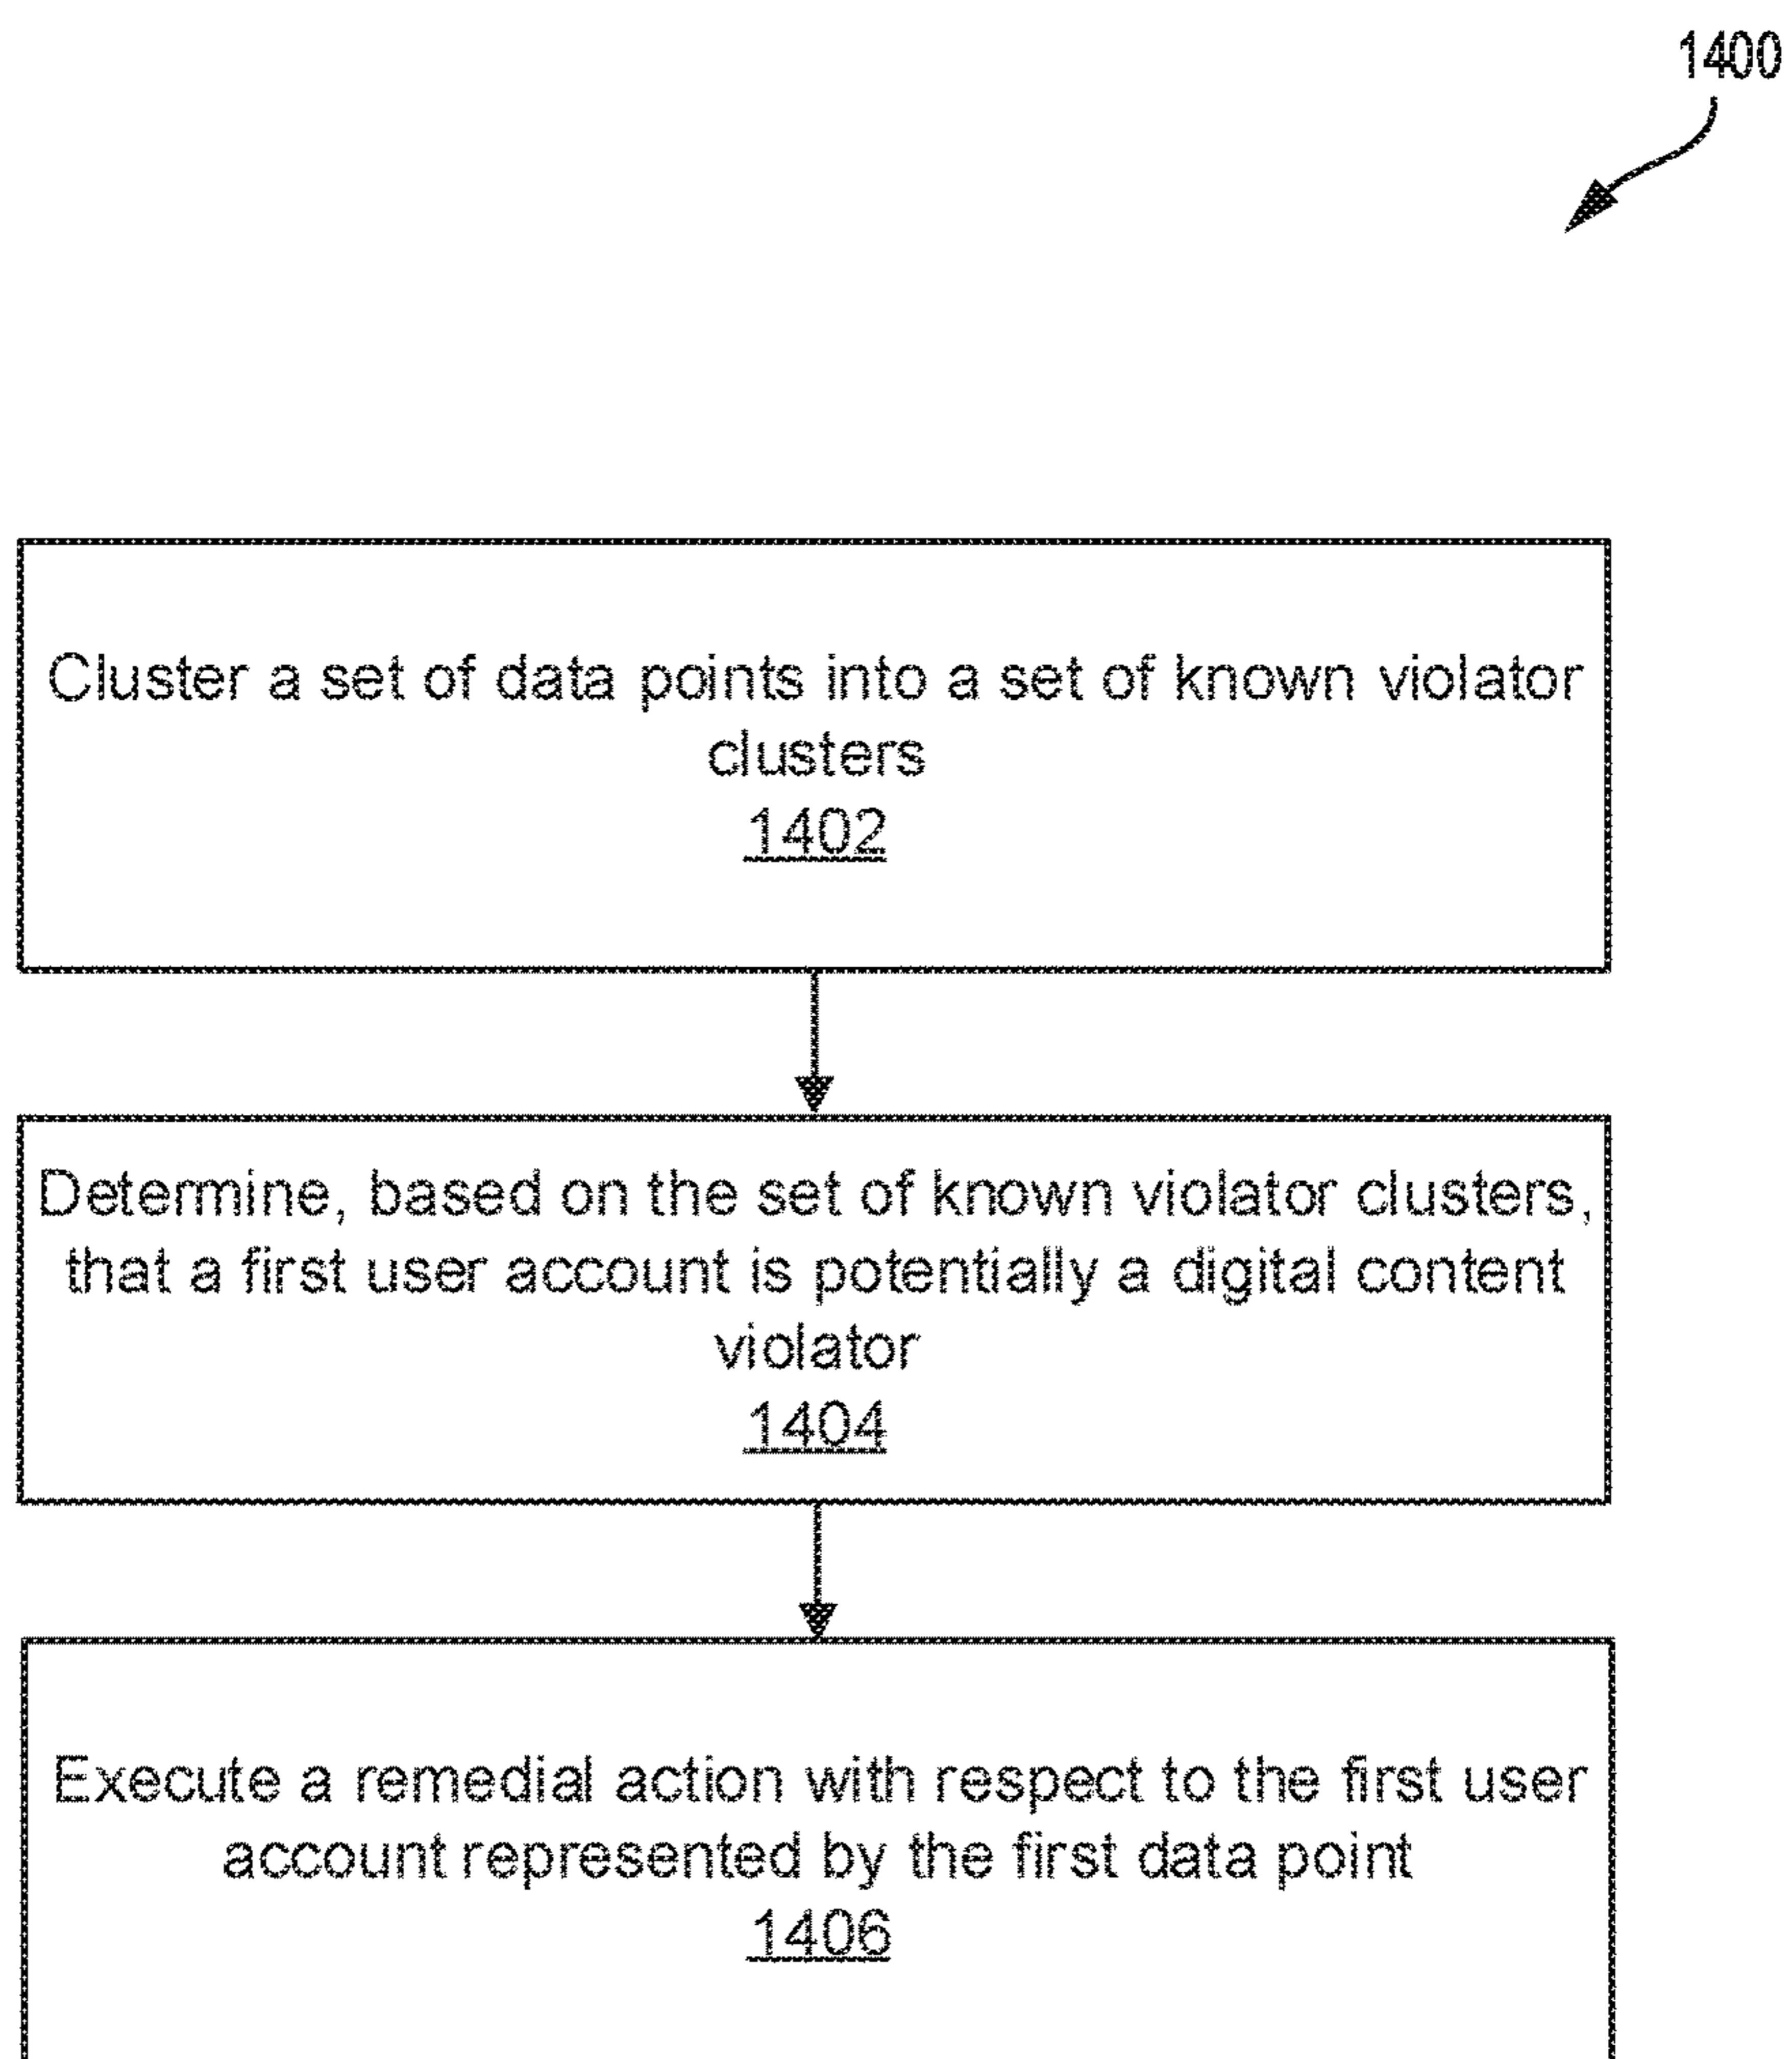 1400
Cluster a set of data points into a set of known violator
clusters
1402
Determine, based on the set of known violator clusters,
that a first user account is potentially a digital content
violator
1404
Execute a remedial action with respect to the first user
account represented by the first data point
1406